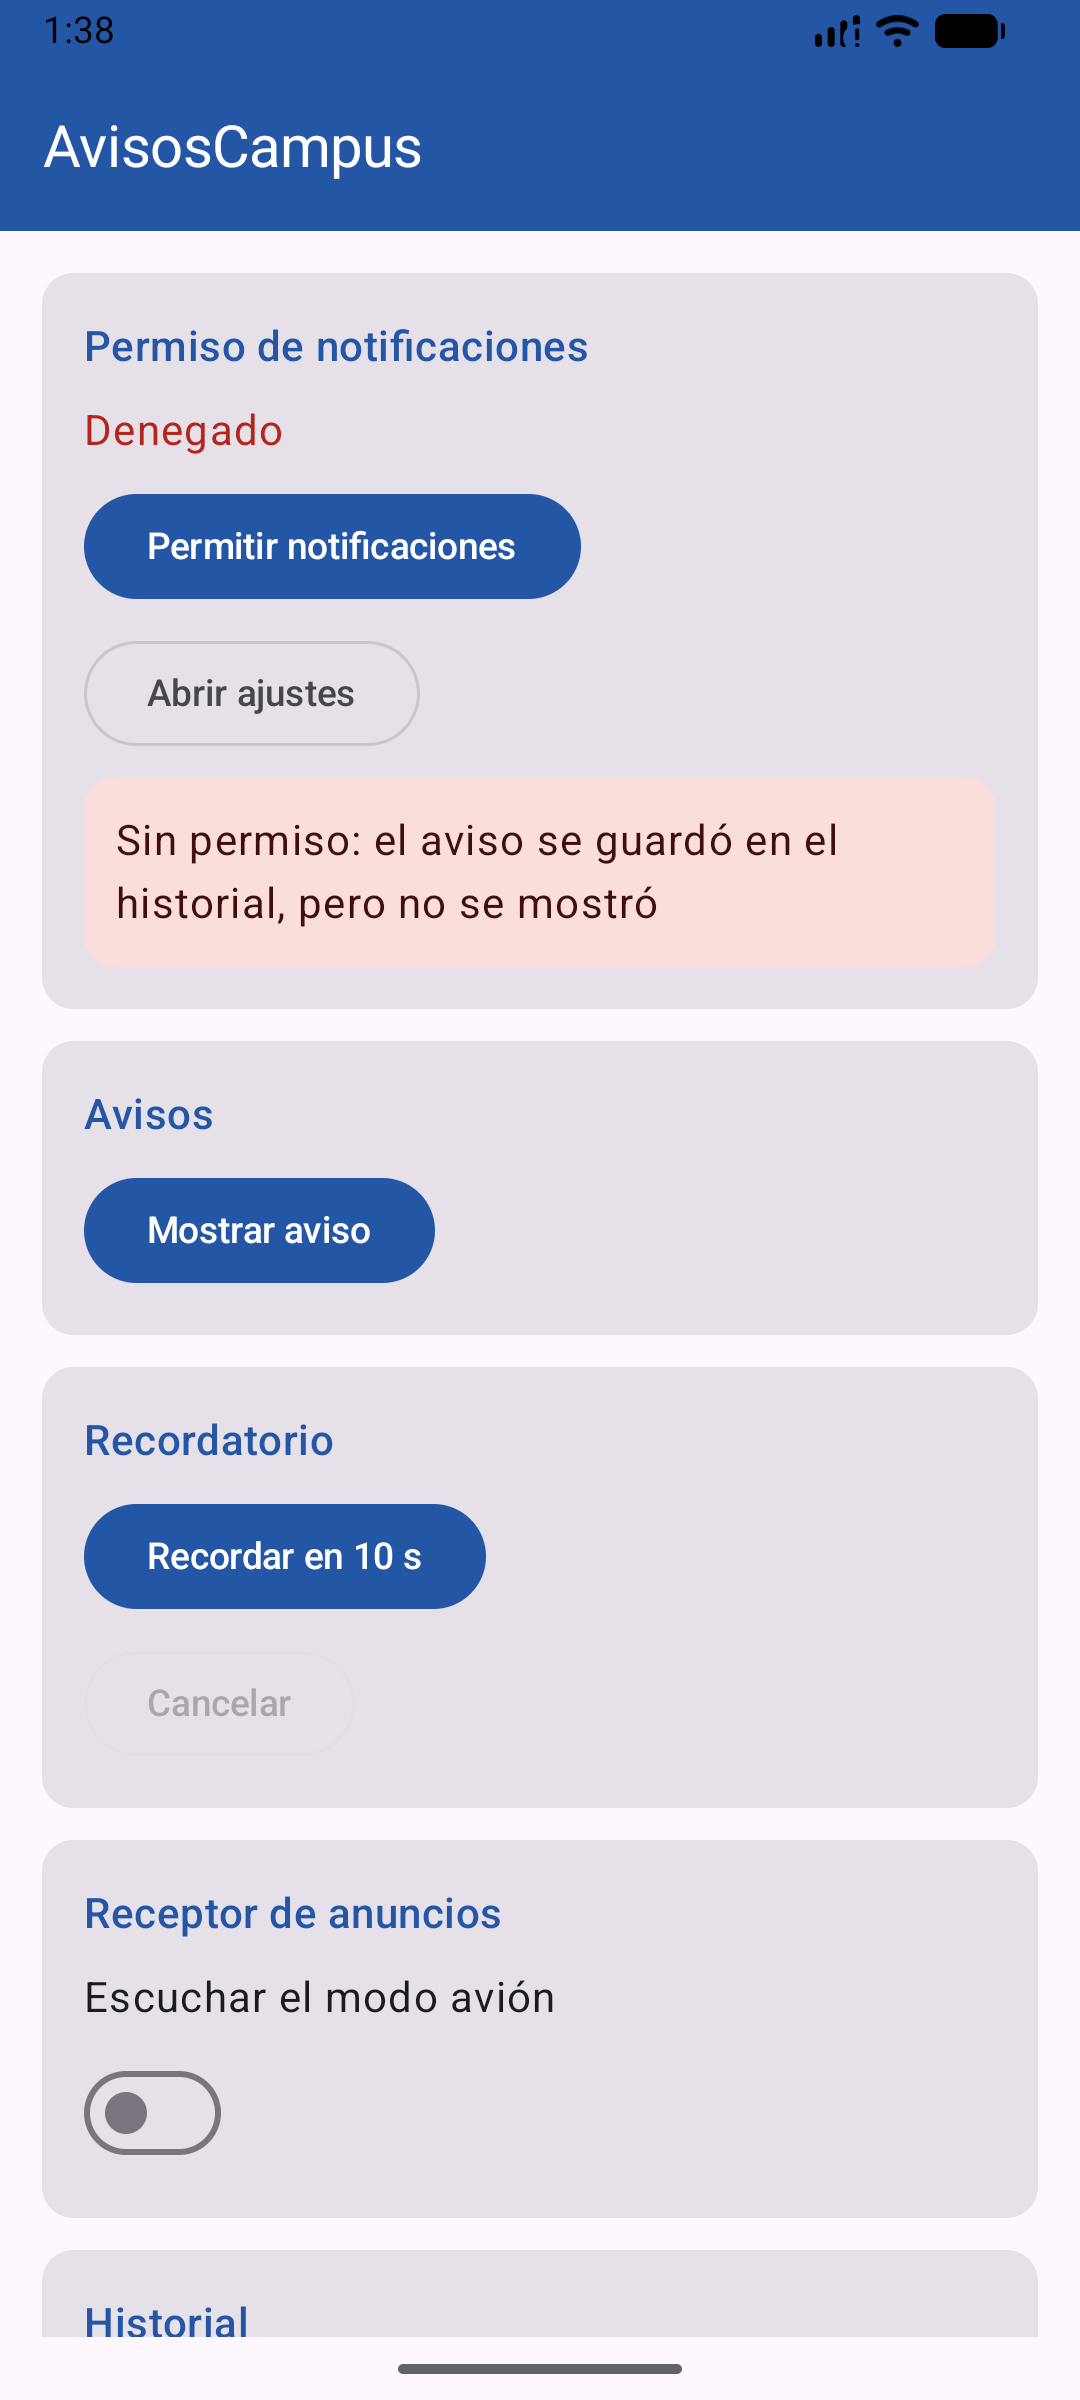 1:38
AvisosCampus
Permiso de notificaciones
Denegado
Permitir notificaciones
Abrir ajustes
Sin permiso: el aviso se guardó en el
historial, pero no se mostró
Avisos
Mostrar aviso
Recordatorio
Recordar en 10 s
Cancelar
Receptor de anuncios
Escuchar el modo avión
Historial